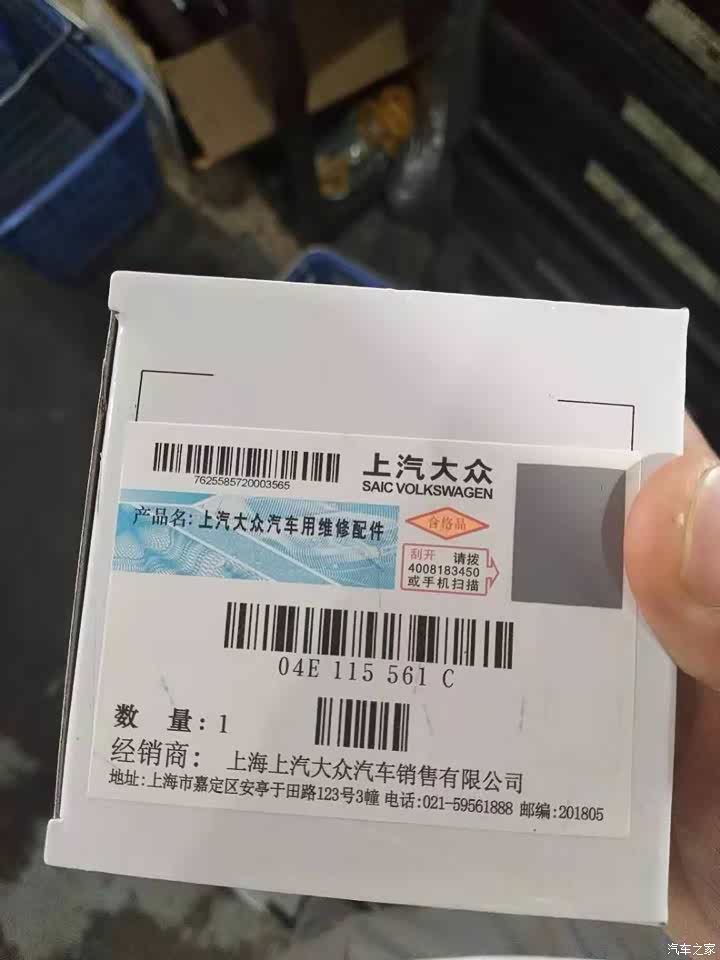 7625585720003565
上汽大众
SAIC VOLKSWAGEN
产品名:上汽大众汽车用维修配件
合格品
刮开 请拨
4008183450
或手机扫描
04E 115 561 C
数 量:1
经销商: 上海上汽大众汽车销售有限公司
地址:上海市嘉定区安亭于田路123号3幢 电话:021-59561888 邮编:201805
汽车之家